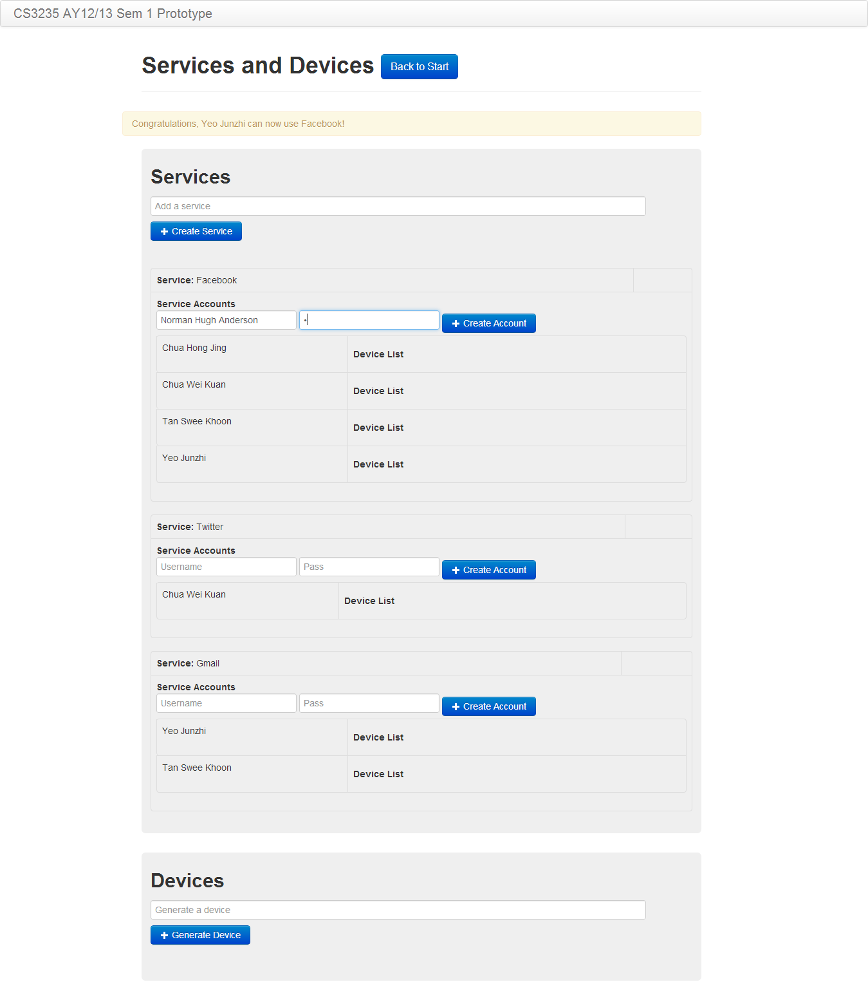 CS3235 AY12/13 Sem 1 Prototype
Services and Devices Back to Start
Congratulations, Yeo Junzhi can now use Facebook!
Services
Add a service
Create Service
Service: Facebook
Service Accounts
Norman Hugh Anderson • Create Account
Chua Hong Jing Device List
Chua Wei Kuan Device List
Tan Swee Khoon Device List
Yeo Junzhi Device List
Service: Twitter
Service Accounts
Username Pass Create Account
Chua Wei Kuan Device List
Service: Gmail
Service Accounts
Username Pass Create Account
Yeo Junzhi Device List
Tan Swee Khoon Device List
Devices
Generate a device
Generate Device